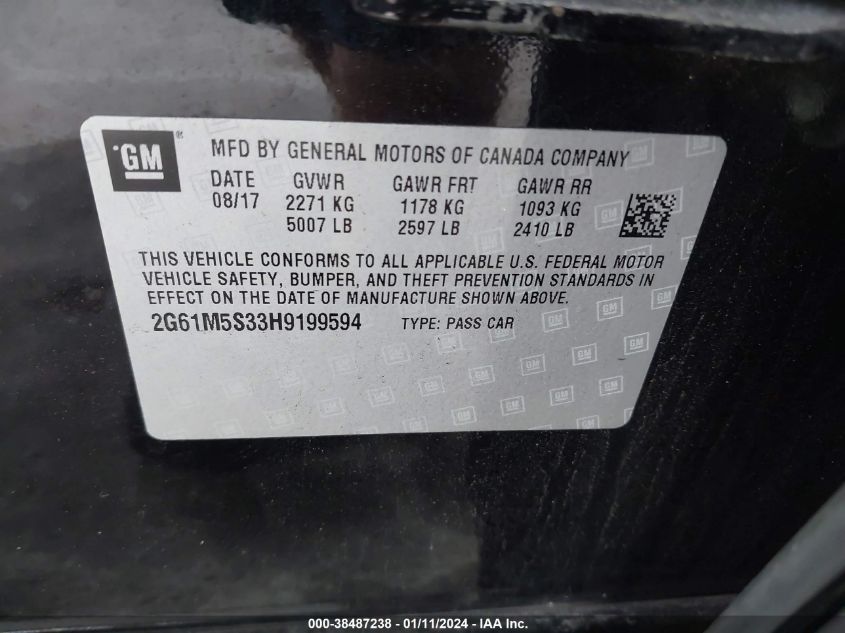 GM®
MFD BY GENERAL MOTORS OF CANADA COMPANY
DATE GVWR GAWR FRT GAWR RR
08/17 2271 KG 1178 KG 1093 KG
5007 LB 2597 LB 2410 LB
THIS VEHICLE CONFORMS TO ALL APPLICABLE U.S. FEDERAL MOTOR
VEHICLE SAFETY, BUMPER, AND THEFT PREVENTION STANDARDS IN
EFFECT ON THE DATE OF MANUFACTURE SHOWN ABOVE.
2G61M5S33H9199594 TYPE: PASS CAR
000-38487238 - 01/11/2024 - IAA Inc.